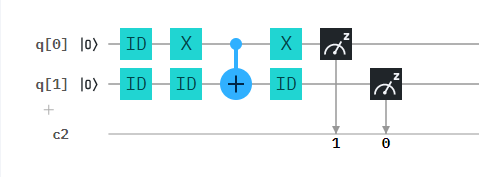 q[0] |0⟩ ID X X z
q[1] |0⟩ ID ID + ID z
+
c2
1 0